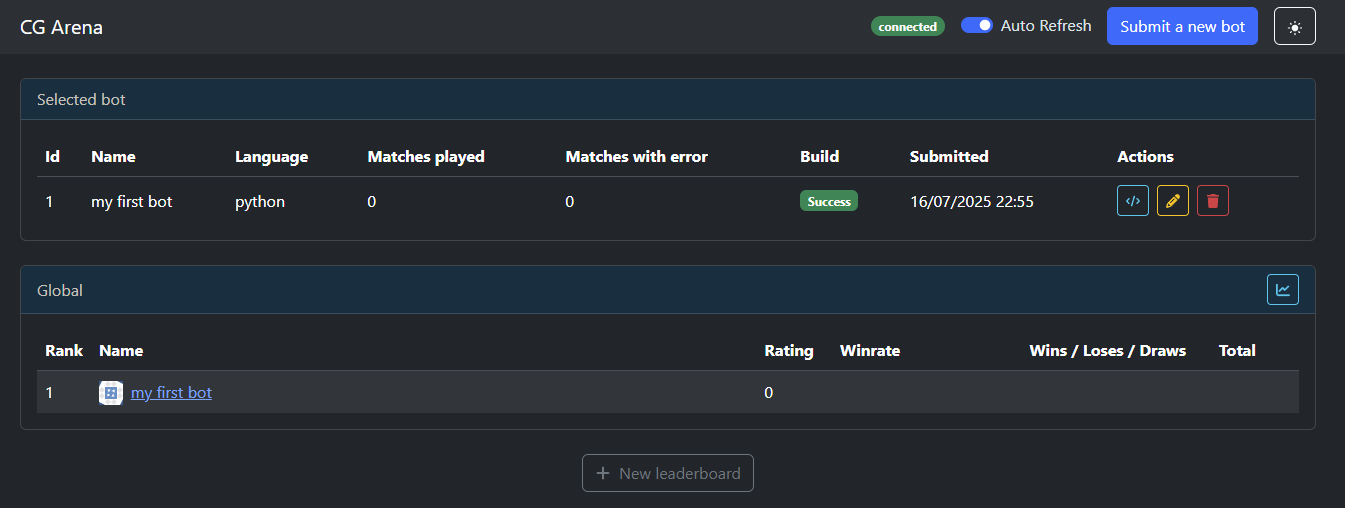 CG Arena connected Auto Refresh Submit a new bot
Selected bot
Id Name Language Matches played Matches with error Build Submitted Actions
1 my first bot python 0 0 Success 16/07/2025 22:55
Global
Rank Name Rating Winrate Wins / Loses / Draws Total
1 my first bot 0
+ New leaderboard